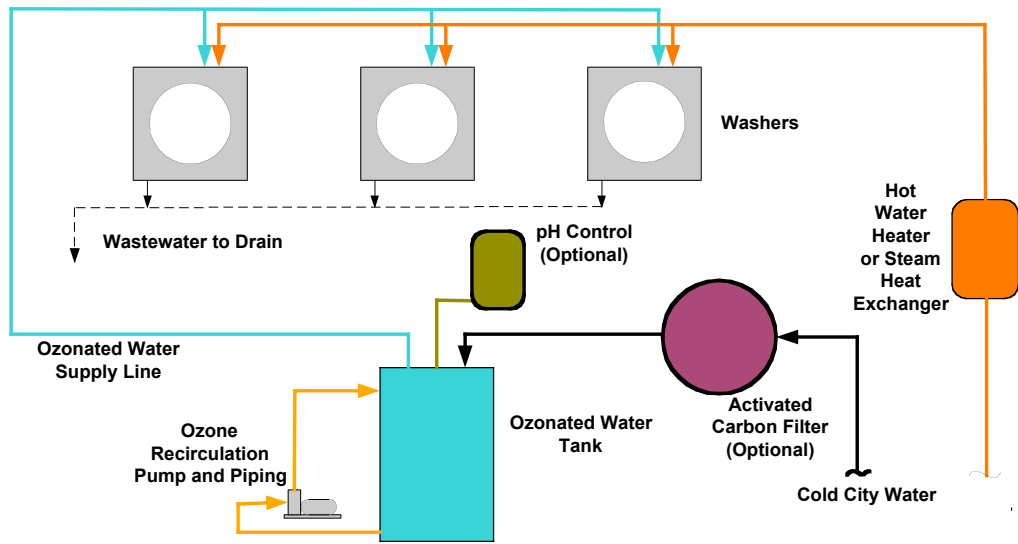 Washers
Hot
Water
Heater
or Steam
Heat
Exchanger
Wastewater to Drain
pH Control
(Optional)
Ozonated Water
Supply Line
Activated
Carbon Filter
(Optional)
Ozonated Water
Tank
Ozone
Recirculation
Pump and Piping
Cold City Water